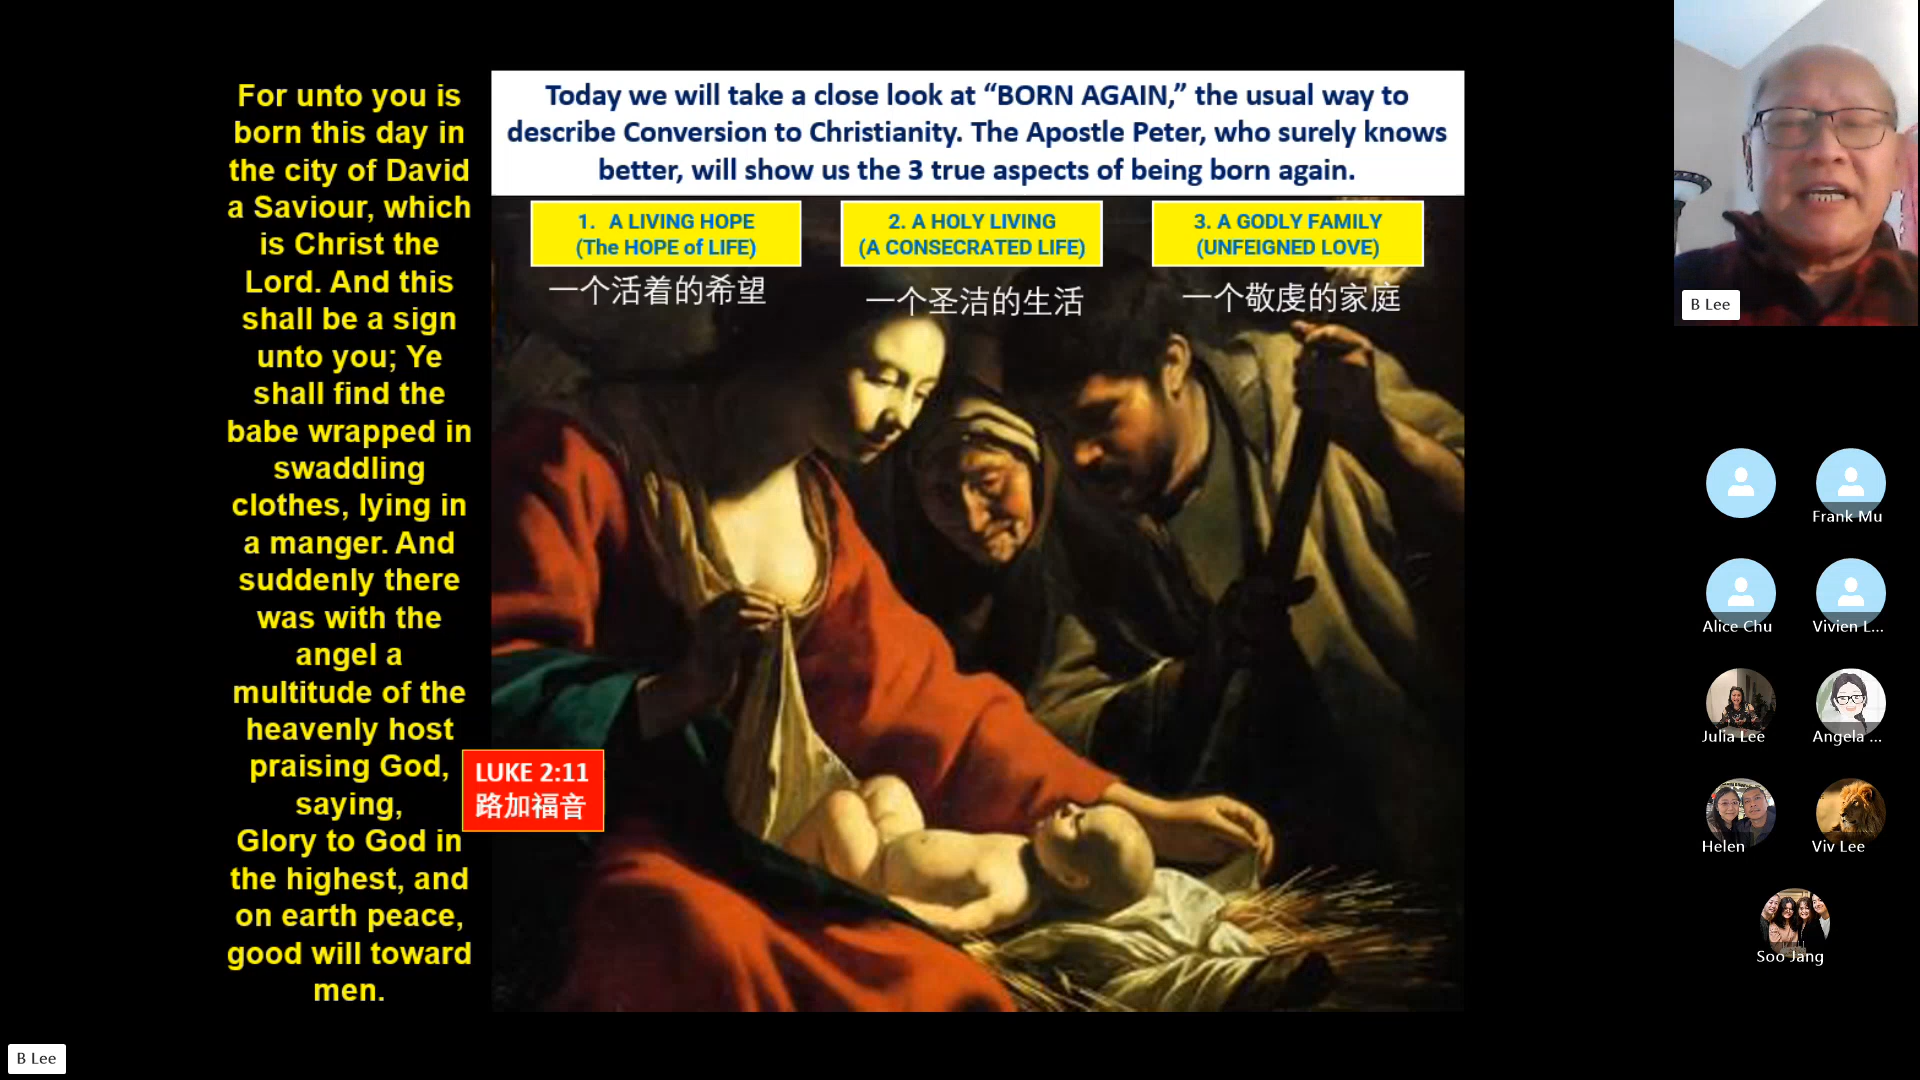 For unto you is
born this day in
the city of David
a Saviour, which
is Christ the
Lord. And this
shall be a sign
unto you; Ye
shall find the
babe wrapped in
swaddling
clothes, lying in
a manger. And
suddenly there
was with the
angel a
multitude of the
heavenly host
praising God,
saying,
Glory to God in
the highest, and
on earth peace,
good will toward
men.
LUKE 2:11
路加福音
Today we will take a close look at “BORN AGAIN,” the usual way to
describe Conversion to Christianity. The Apostle Peter, who surely knows
better, will show us the 3 true aspects of being born again.
1. A LIVING HOPE
(The HOPE of LIFE)
一个活着的希望
2. A HOLY LIVING
(A CONSECRATED LIFE)
一个圣洁的生活
3. A GODLY FAMILY
(UNFEIGNED LOVE)
一个敬虔的家庭
B Lee
Frank Mu
Alice Chu
Vivien L...
Julia Lee
Angela ...
Helen
Viv Lee
Soo Jang
B Lee